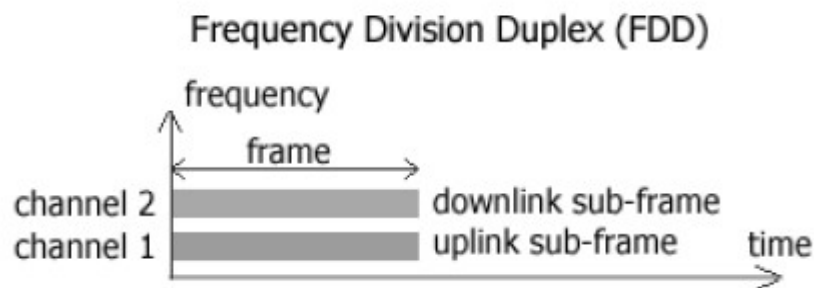 Frequency Division Duplex (FDD)
frequency
frame
channel 2 downlink sub-frame
channel 1 uplink sub-frame
time